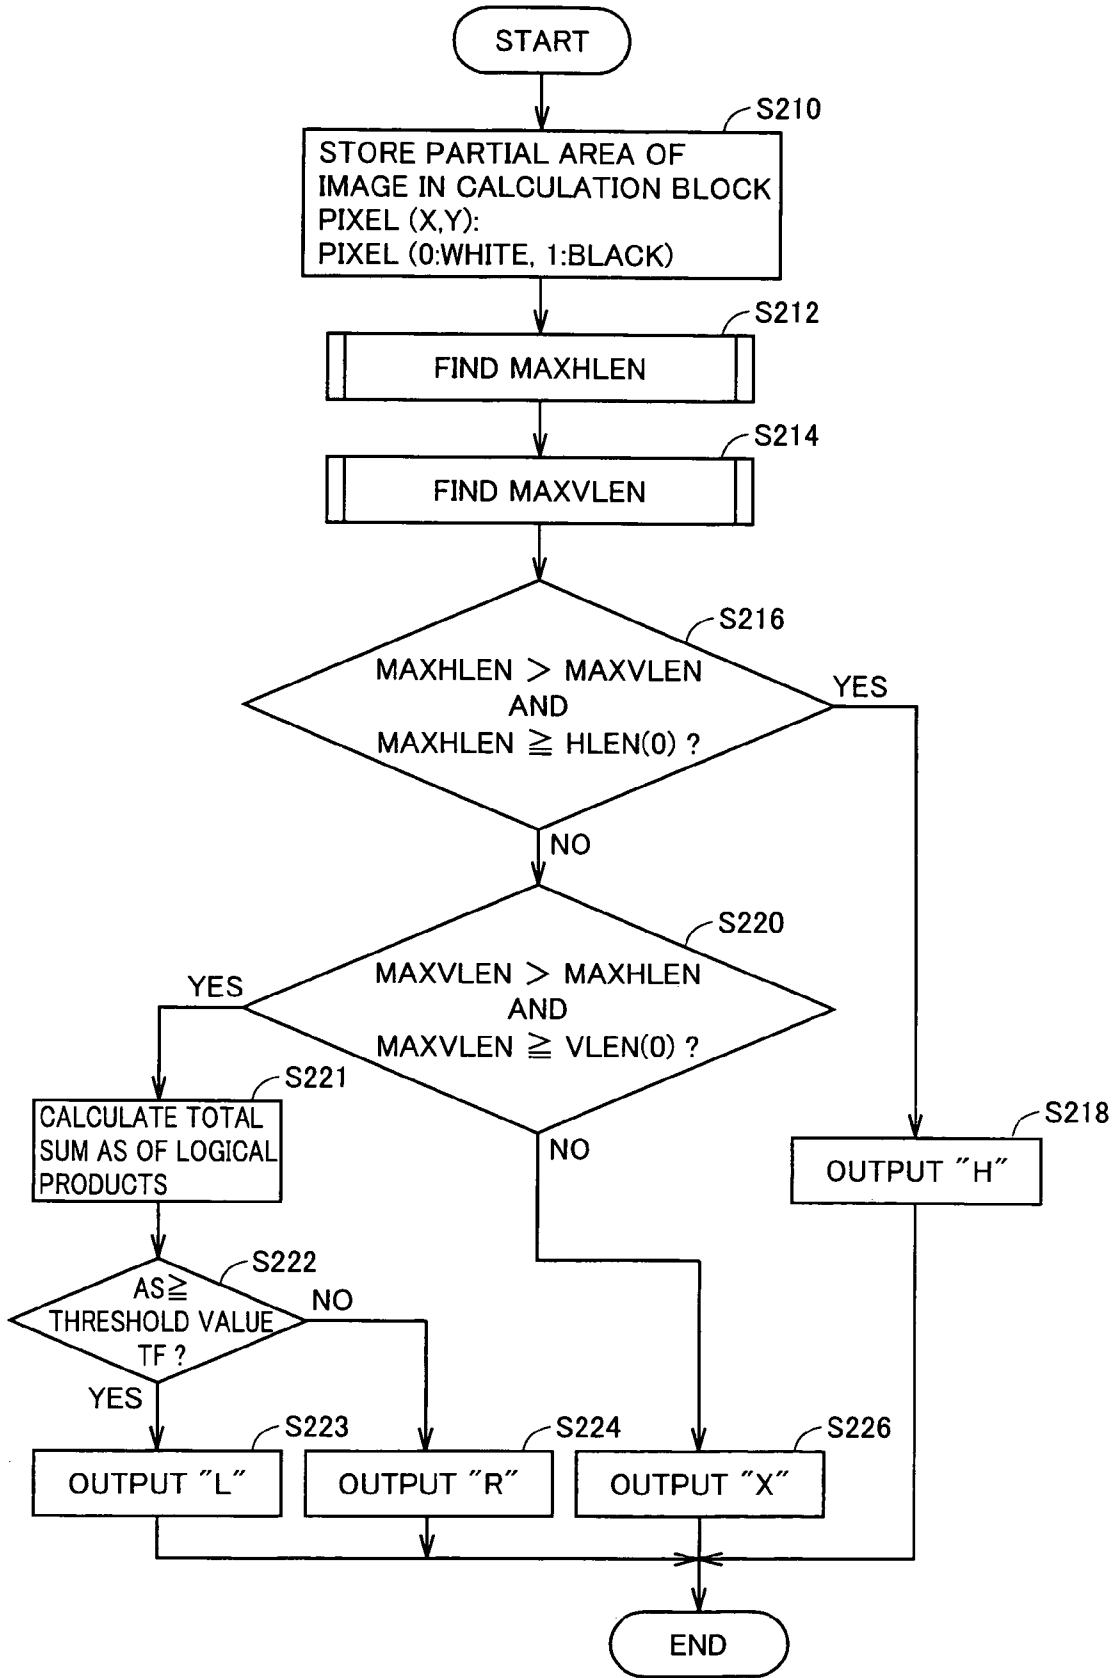 START
S210
STORE PARTIAL AREA OF
IMAGE IN CALCULATION BLOCK
PIXEL (X,Y):
PIXEL (0:WHITE, 1:BLACK)
S212
FIND MAXHLEN
S214
FIND MAXVLEN
S216
MAXHLEN > MAXVLEN
AND
MAXHLEN ≧ HLEN(0) ?
YES
NO
S220
MAXVLEN > MAXHLEN
AND
MAXVLEN ≧ VLEN(0) ?
YES
NO
S221
CALCULATE TOTAL
SUM AS OF LOGICAL
PRODUCTS
S218
OUTPUT "H"
S222
AS≧
THRESHOLD VALUE
TF ?
NO
YES
S223
OUTPUT "L"
S224
OUTPUT "R"
S226
OUTPUT "X"
END